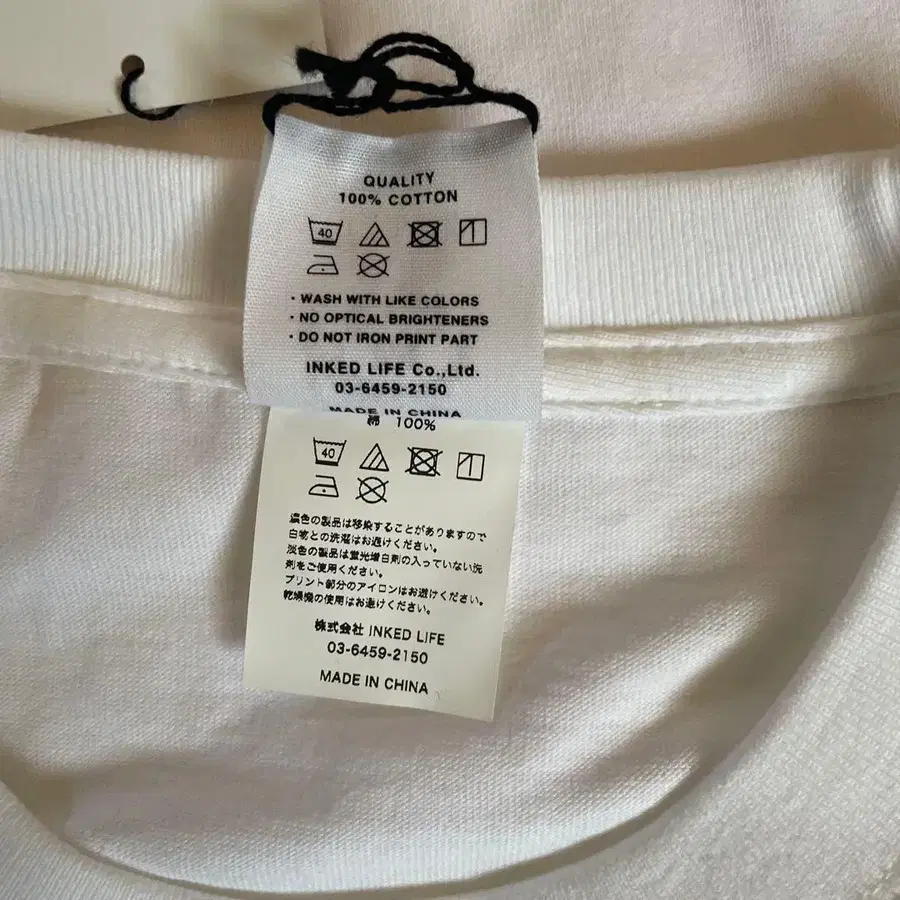 QUALITY
100% COTTON
40
· WASH WITH LIKE COLORS
· NO OPTICAL BRIGHTENERS
· DO NOT IRON PRINT PART
INKED LIFE Co.,Ltd.
03-6459-2150
MADE IN CHINA
綿 100%
40
濃色の製品は移染することがありますので
白物との洗濯はお避けください。
淡色の製品は蛍光増白剤の入っていない洗
剤をご使用ください。
プリント部分のアイロンはお避けください。
乾燥機の使用はお避けください。
株式会社 INKED LIFE
03-6459-2150
MADE IN CHINA